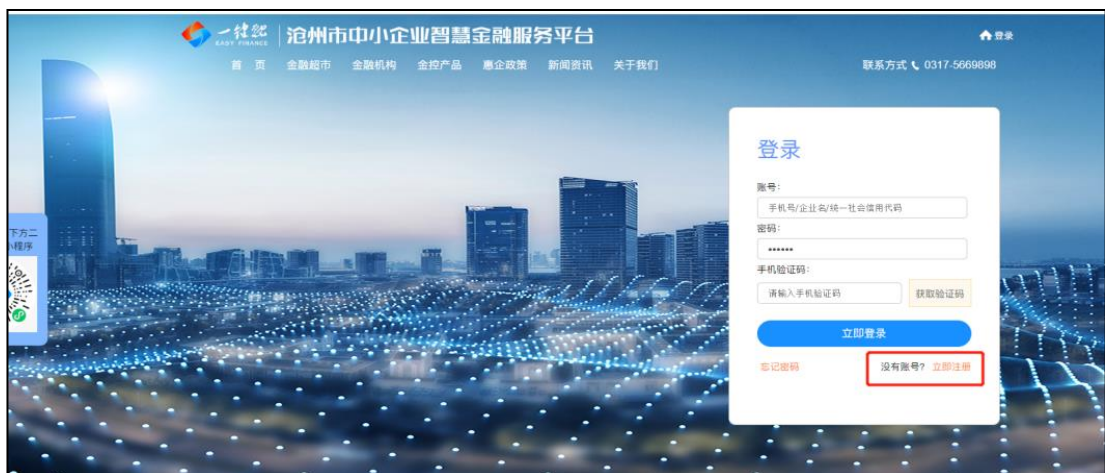 EASY FINANCE
沧州市中小企业智慧金融服务平台
登录
首 页 金融超市 金融机构 金控产品 惠企政策 新闻资讯 关于我们
联系方式 0317-5669898
登录
账号:
手机号/企业名/统一社会信用代码
密码:
••••••
手机验证码:
请输入手机验证码 获取验证码
立即登录
忘记密码 没有账号? 立即注册
下方二
小程序